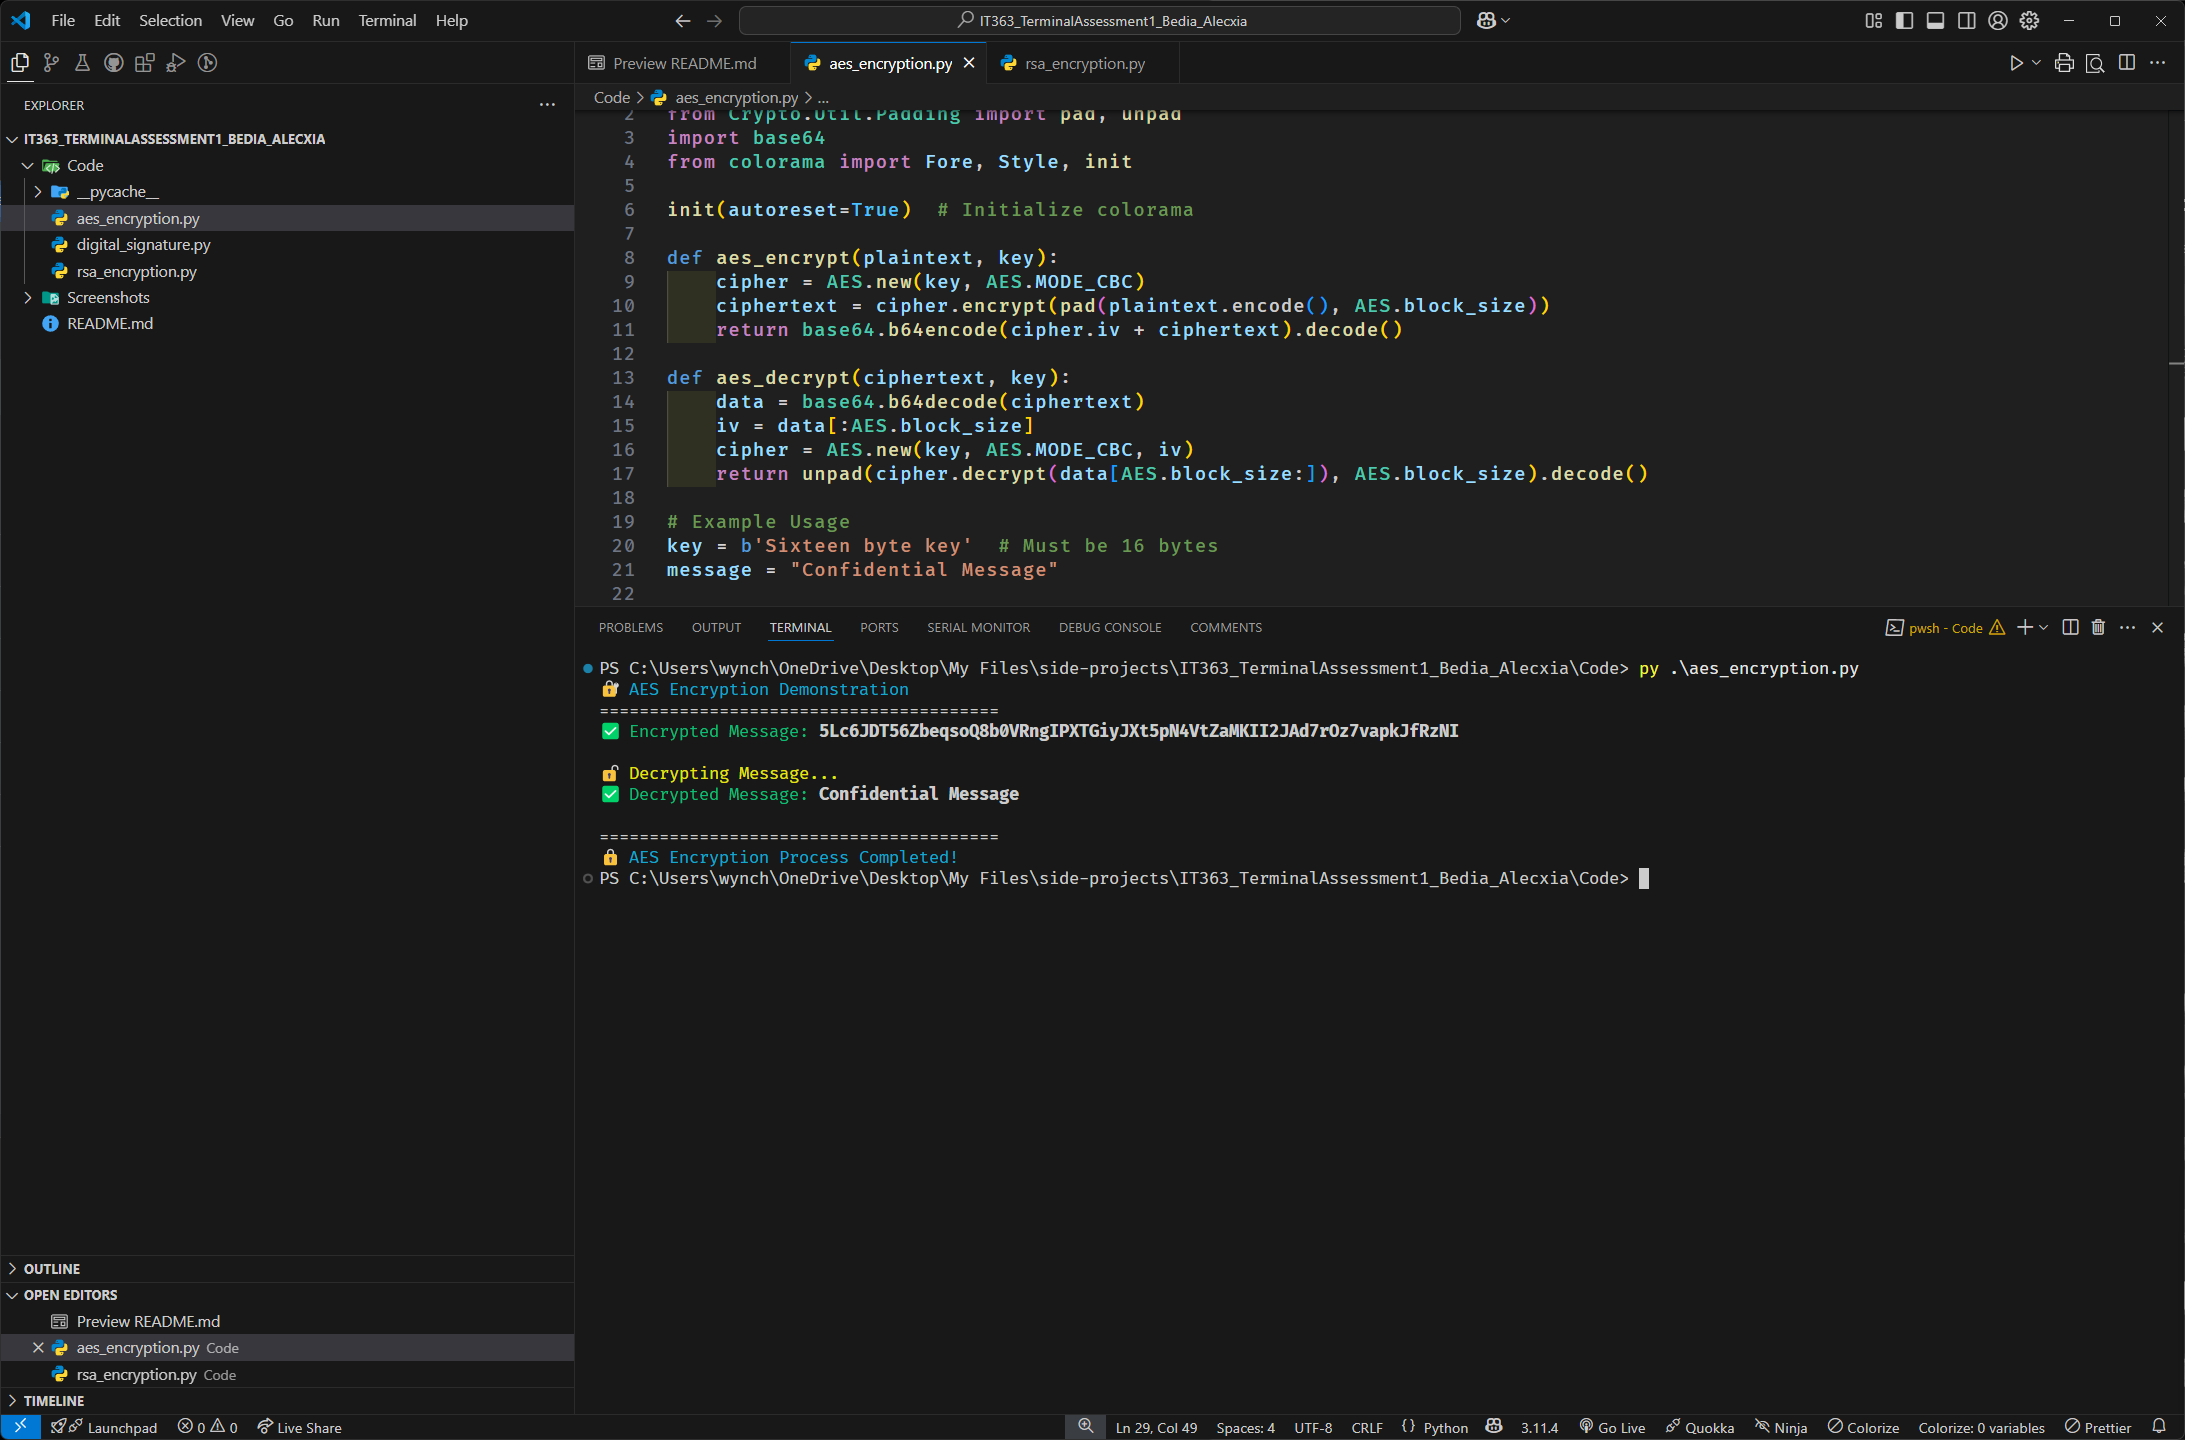 File Edit Selection View Go Run Terminal Help
IT363_TerminalAssessment1_Bedia_Alecxia
Preview README.md
aes_encryption.py
rsa_encryption.py
EXPLORER
IT363_TERMINALASSESSMENT1_BEDIA_ALECXIA
Code
__pycache__
aes_encryption.py
digital_signature.py
rsa_encryption.py
Screenshots
README.md
Code > aes_encryption.py > ...
2 from Crypto.Util.Padding import pad, unpad
3 import base64
4 from colorama import Fore, Style, init
5
6 init(autoreset=True)  # Initialize colorama
7
8 def aes_encrypt(plaintext, key):
9     cipher = AES.new(key, AES.MODE_CBC)
10     ciphertext = cipher.encrypt(pad(plaintext.encode(), AES.block_size))
11     return base64.b64encode(cipher.iv + ciphertext).decode()
12
13 def aes_decrypt(ciphertext, key):
14     data = base64.b64decode(ciphertext)
15     iv = data[:AES.block_size]
16     cipher = AES.new(key, AES.MODE_CBC, iv)
17     return unpad(cipher.decrypt(data[AES.block_size:]), AES.block_size).decode()
18
19 # Example Usage
20 key = b'Sixteen byte key'  # Must be 16 bytes
21 message = "Confidential Message"
22
PROBLEMS OUTPUT TERMINAL PORTS SERIAL MONITOR DEBUG CONSOLE COMMENTS
pwsh - Code
PS C:\Users\wynch\OneDrive\Desktop\My Files\side-projects\IT363_TerminalAssessment1_Bedia_Alecxia\Code> py .\aes_encryption.py
🔐 AES Encryption Demonstration
========================================
✅ Encrypted Message: 5Lc6JDT56ZbeqsoQ8b0VRngIPXTGiyJXt5pN4VtZaMKII2JAd7rOz7vapkJfRzNI
🔓 Decrypting Message...
✅ Decrypted Message: Confidential Message
========================================
🔒 AES Encryption Process Completed!
PS C:\Users\wynch\OneDrive\Desktop\My Files\side-projects\IT363_TerminalAssessment1_Bedia_Alecxia\Code>
OUTLINE
OPEN EDITORS
Preview README.md
aes_encryption.py Code
rsa_encryption.py Code
TIMELINE
Launchpad 0 0 Live Share
Ln 29, Col 49 Spaces: 4 UTF-8 CRLF {} Python 3.11.4 Go Live Quokka Ninja Colorize Colorize: 0 variables Prettier